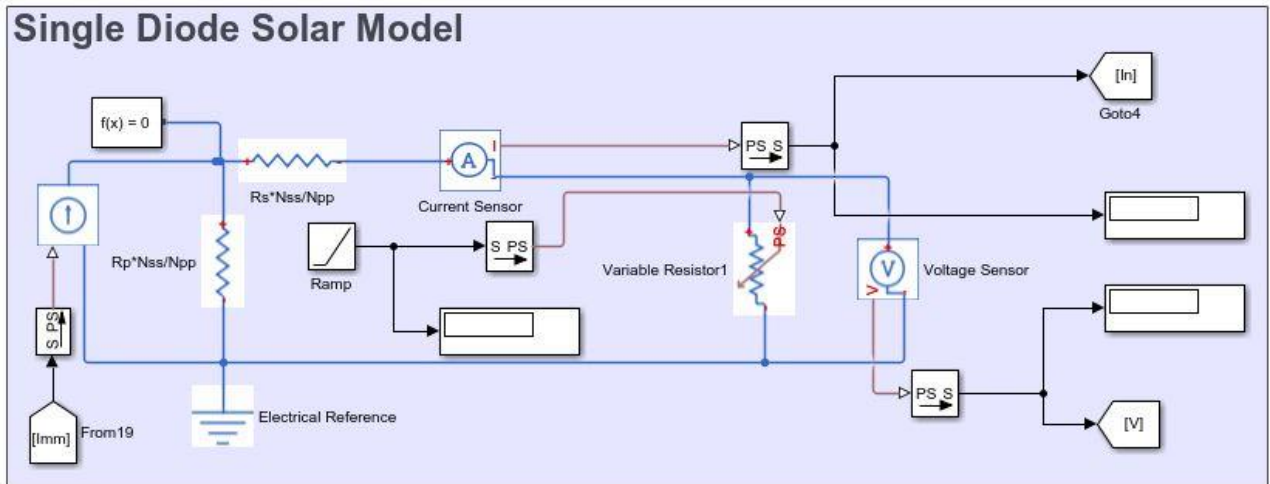 Single Diode Solar Model
[In]
Goto4
f(x) = 0
PS S
A
I
Rs*Nss/Npp
Current Sensor
S PS
PS
Rp*Nss/Npp
Ramp
Variable Resistor1
V
V
Voltage Sensor
S PS
PS S
Electrical Reference
[Imm]
From19
[V]